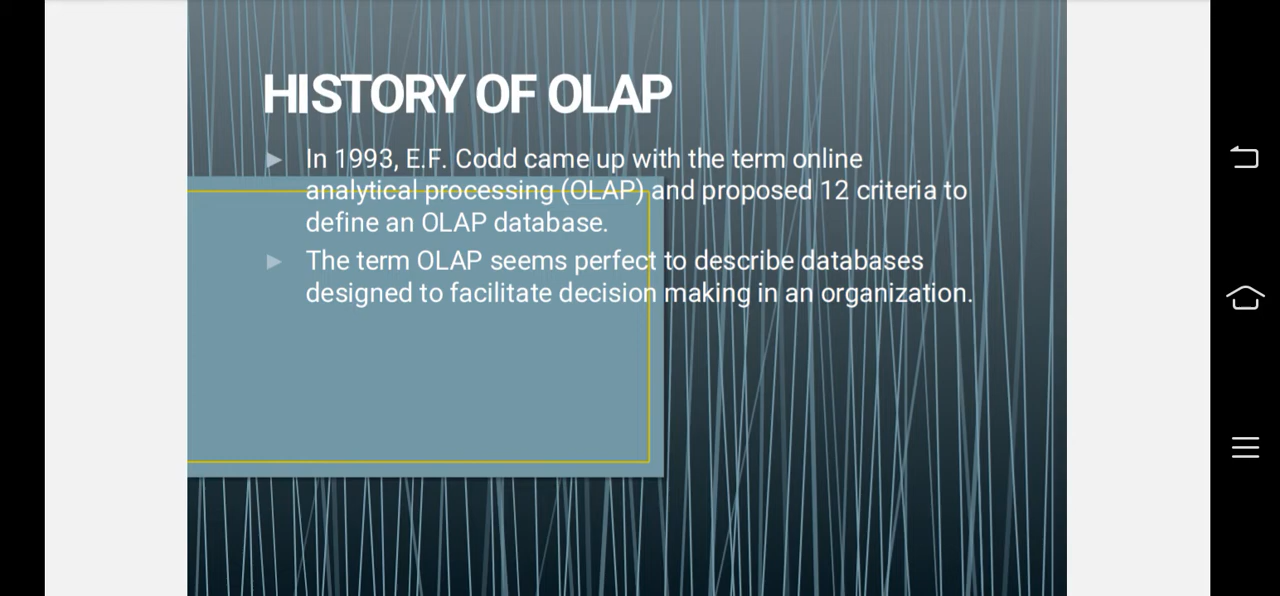 HISTORY OF OLAP
In 1993, E.F. Codd came up with the term online
analytical processing (OLAP) and proposed 12 criteria to
define an OLAP database.
The term OLAP seems perfect to describe databases
designed to facilitate decision making in an organization.